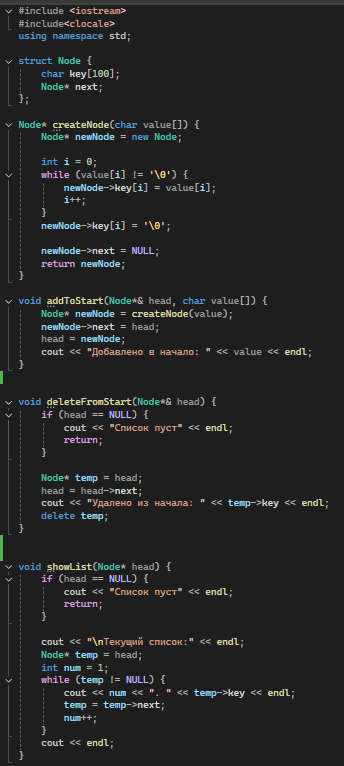 #include <iostream>
#include<clocale>
using namespace std;
struct Node {
char key[100];
Node* next;
};
Node* createNode(char value[]) {
Node* newNode = new Node;
int i = 0;
while (value[i] != '\0') {
newNode->key[i] = value[i];
i++;
}
newNode->key[i] = '\0';
newNode->next = NULL;
return newNode;
}
void addToStart(Node*& head, char value[]) {
Node* newNode = createNode(value);
newNode->next = head;
head = newNode;
cout << "Добавлено в начало: " << value << endl;
}
void deleteFromStart(Node*& head) {
if (head == NULL) {
cout << "Список пуст" << endl;
return;
}
Node* temp = head;
head = head->next;
cout << "Удалено из начала: " << temp->key << endl;
delete temp;
}
void showList(Node* head) {
if (head == NULL) {
cout << "Список пуст" << endl;
return;
}
cout << "\nТекущий список:" << endl;
Node* temp = head;
int num = 1;
while (temp != NULL) {
cout << num << ". " << temp->key << endl;
temp = temp->next;
num++;
}
cout << endl;
}